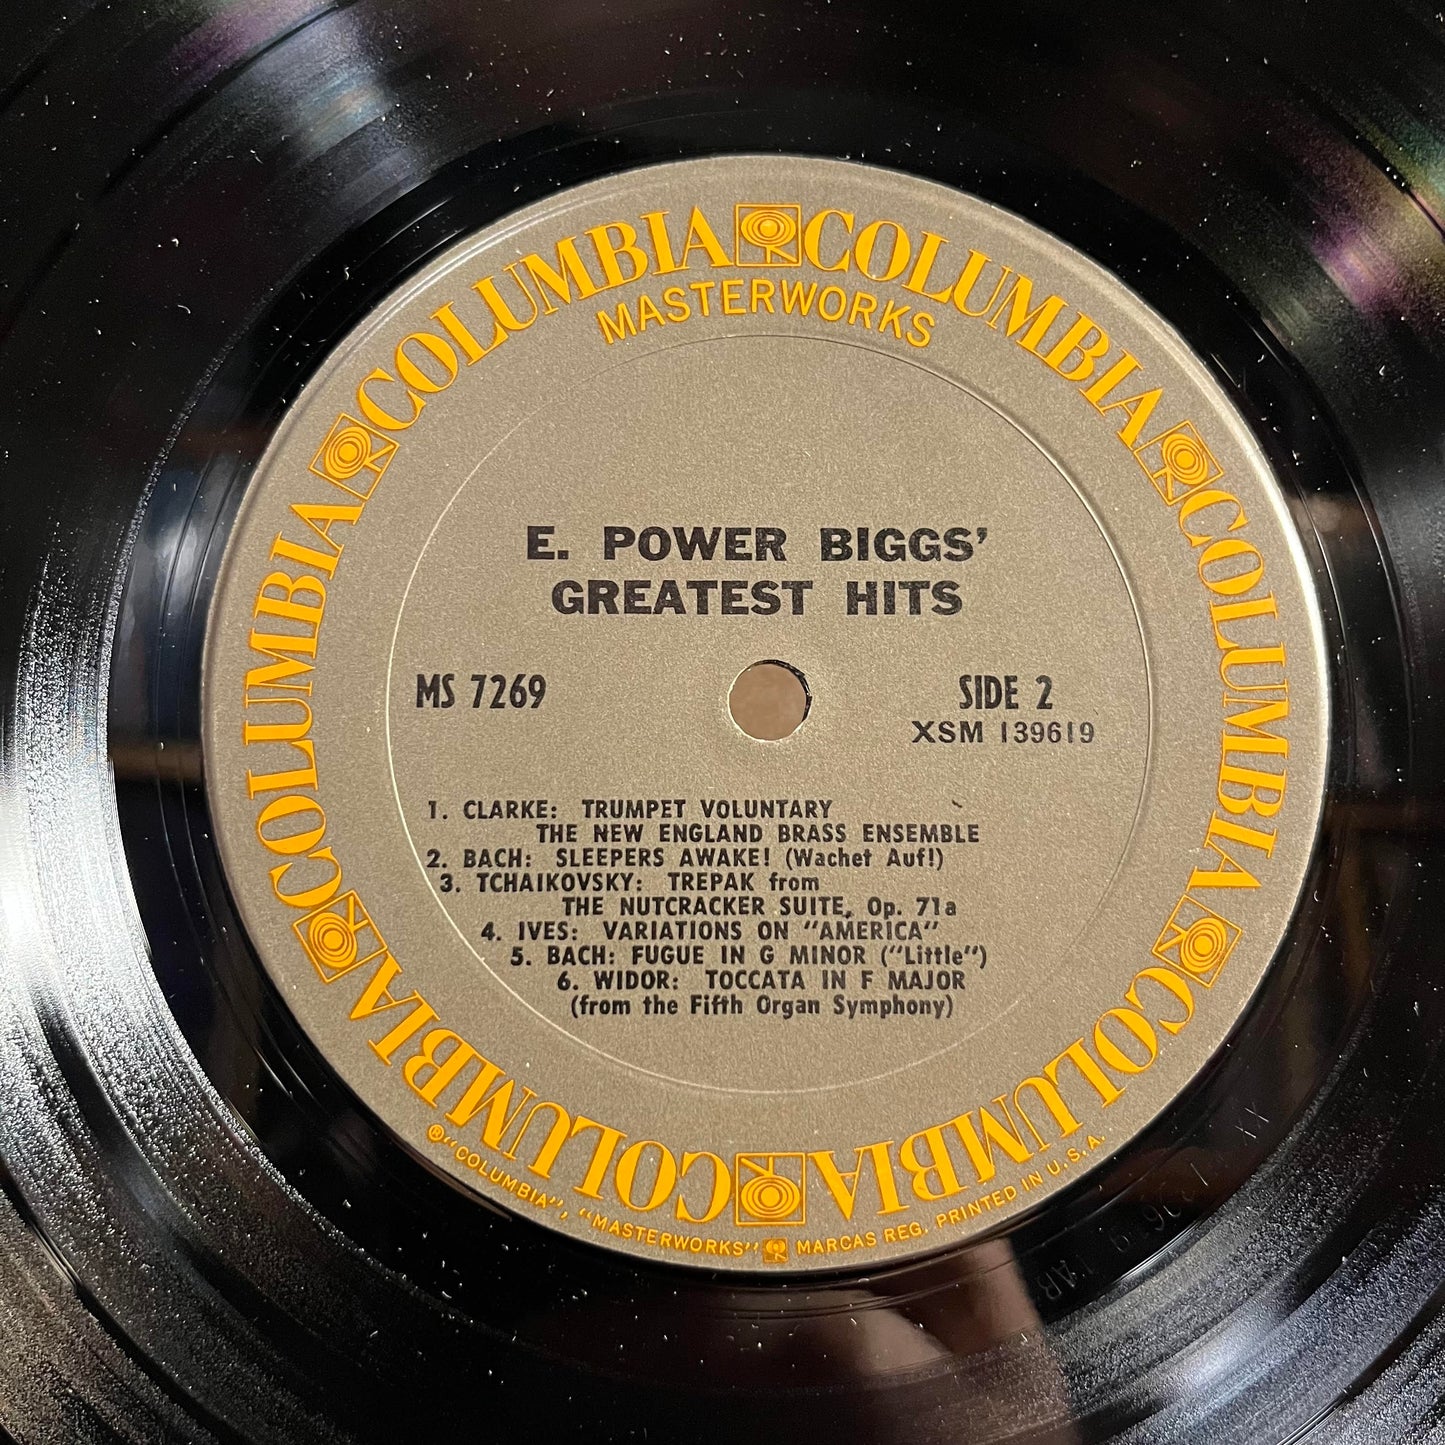 COLUMBIA COLUMBIA COLUMBIA COLUMBIA COLUMBIA COLUMBIA
MASTERWORKS
E. POWER BIGGS'
GREATEST HITS
MS 7269
SIDE 2
XSM 139619
1. CLARKE: TRUMPET VOLUNTARY
THE NEW ENGLAND BRASS ENSEMBLE
2. BACH: SLEEPERS AWAKE! (Wachet Auf!)
3. TCHAIKOVSKY: TREPAK from
THE NUTCRACKER SUITE, Op. 71a
4. IVES: VARIATIONS ON "AMERICA"
5. BACH: FUGUE IN G MINOR ("Little")
6. WIDOR: TOCCATA IN F MAJOR
(from the Fifth Organ Symphony)
®"COLUMBIA", "MASTERWORKS" MARCAS REG. PRINTED IN U.S.A.